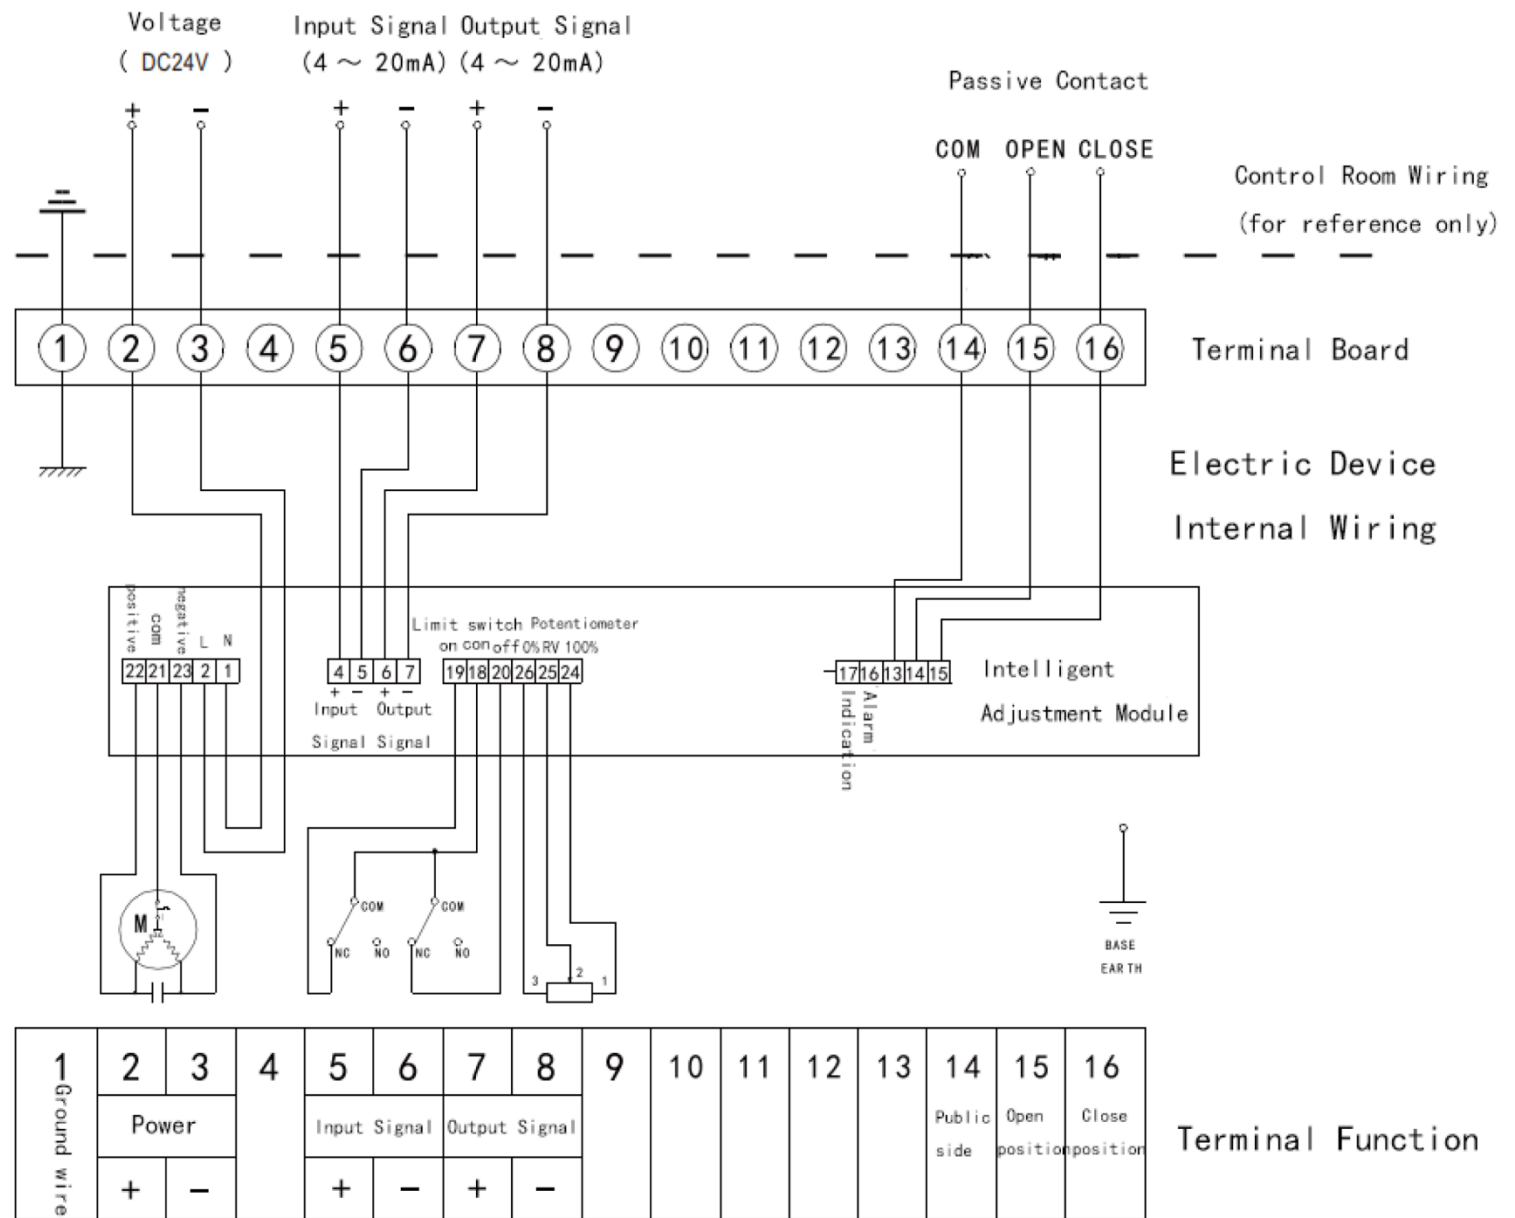 Voltage
( DC24V )
Input Signal Output Signal
(4 ～ 20mA) (4 ～ 20mA)
+ − + − + −
Passive Contact
COM OPEN CLOSE
Control Room Wiring
(for reference only)
1 2 3 4 5 6 7 8 9 10 11 12 13 14 15 16
Terminal Board
Electric Device
Internal Wiring
positive com negative L N
22 21 23 2 1
4 5 6 7
+ − + −
Input Output
Signal Signal
Limit switch Potentiometer
on con off 0% RV 100%
19 18 20 26 25 24
17 16 13 14 15
Indication
Alarm
Intelligent
Adjustment Module
M
COM COM
NC NO NC NO
3 2 1
BASE
EARTH
1 2 3 4 5 6 7 8 9 10 11 12 13 14 15 16
Ground wire
Power
Input Signal Output Signal
Public
side
Open
position
Close
position
+ − + − + −
Terminal Function